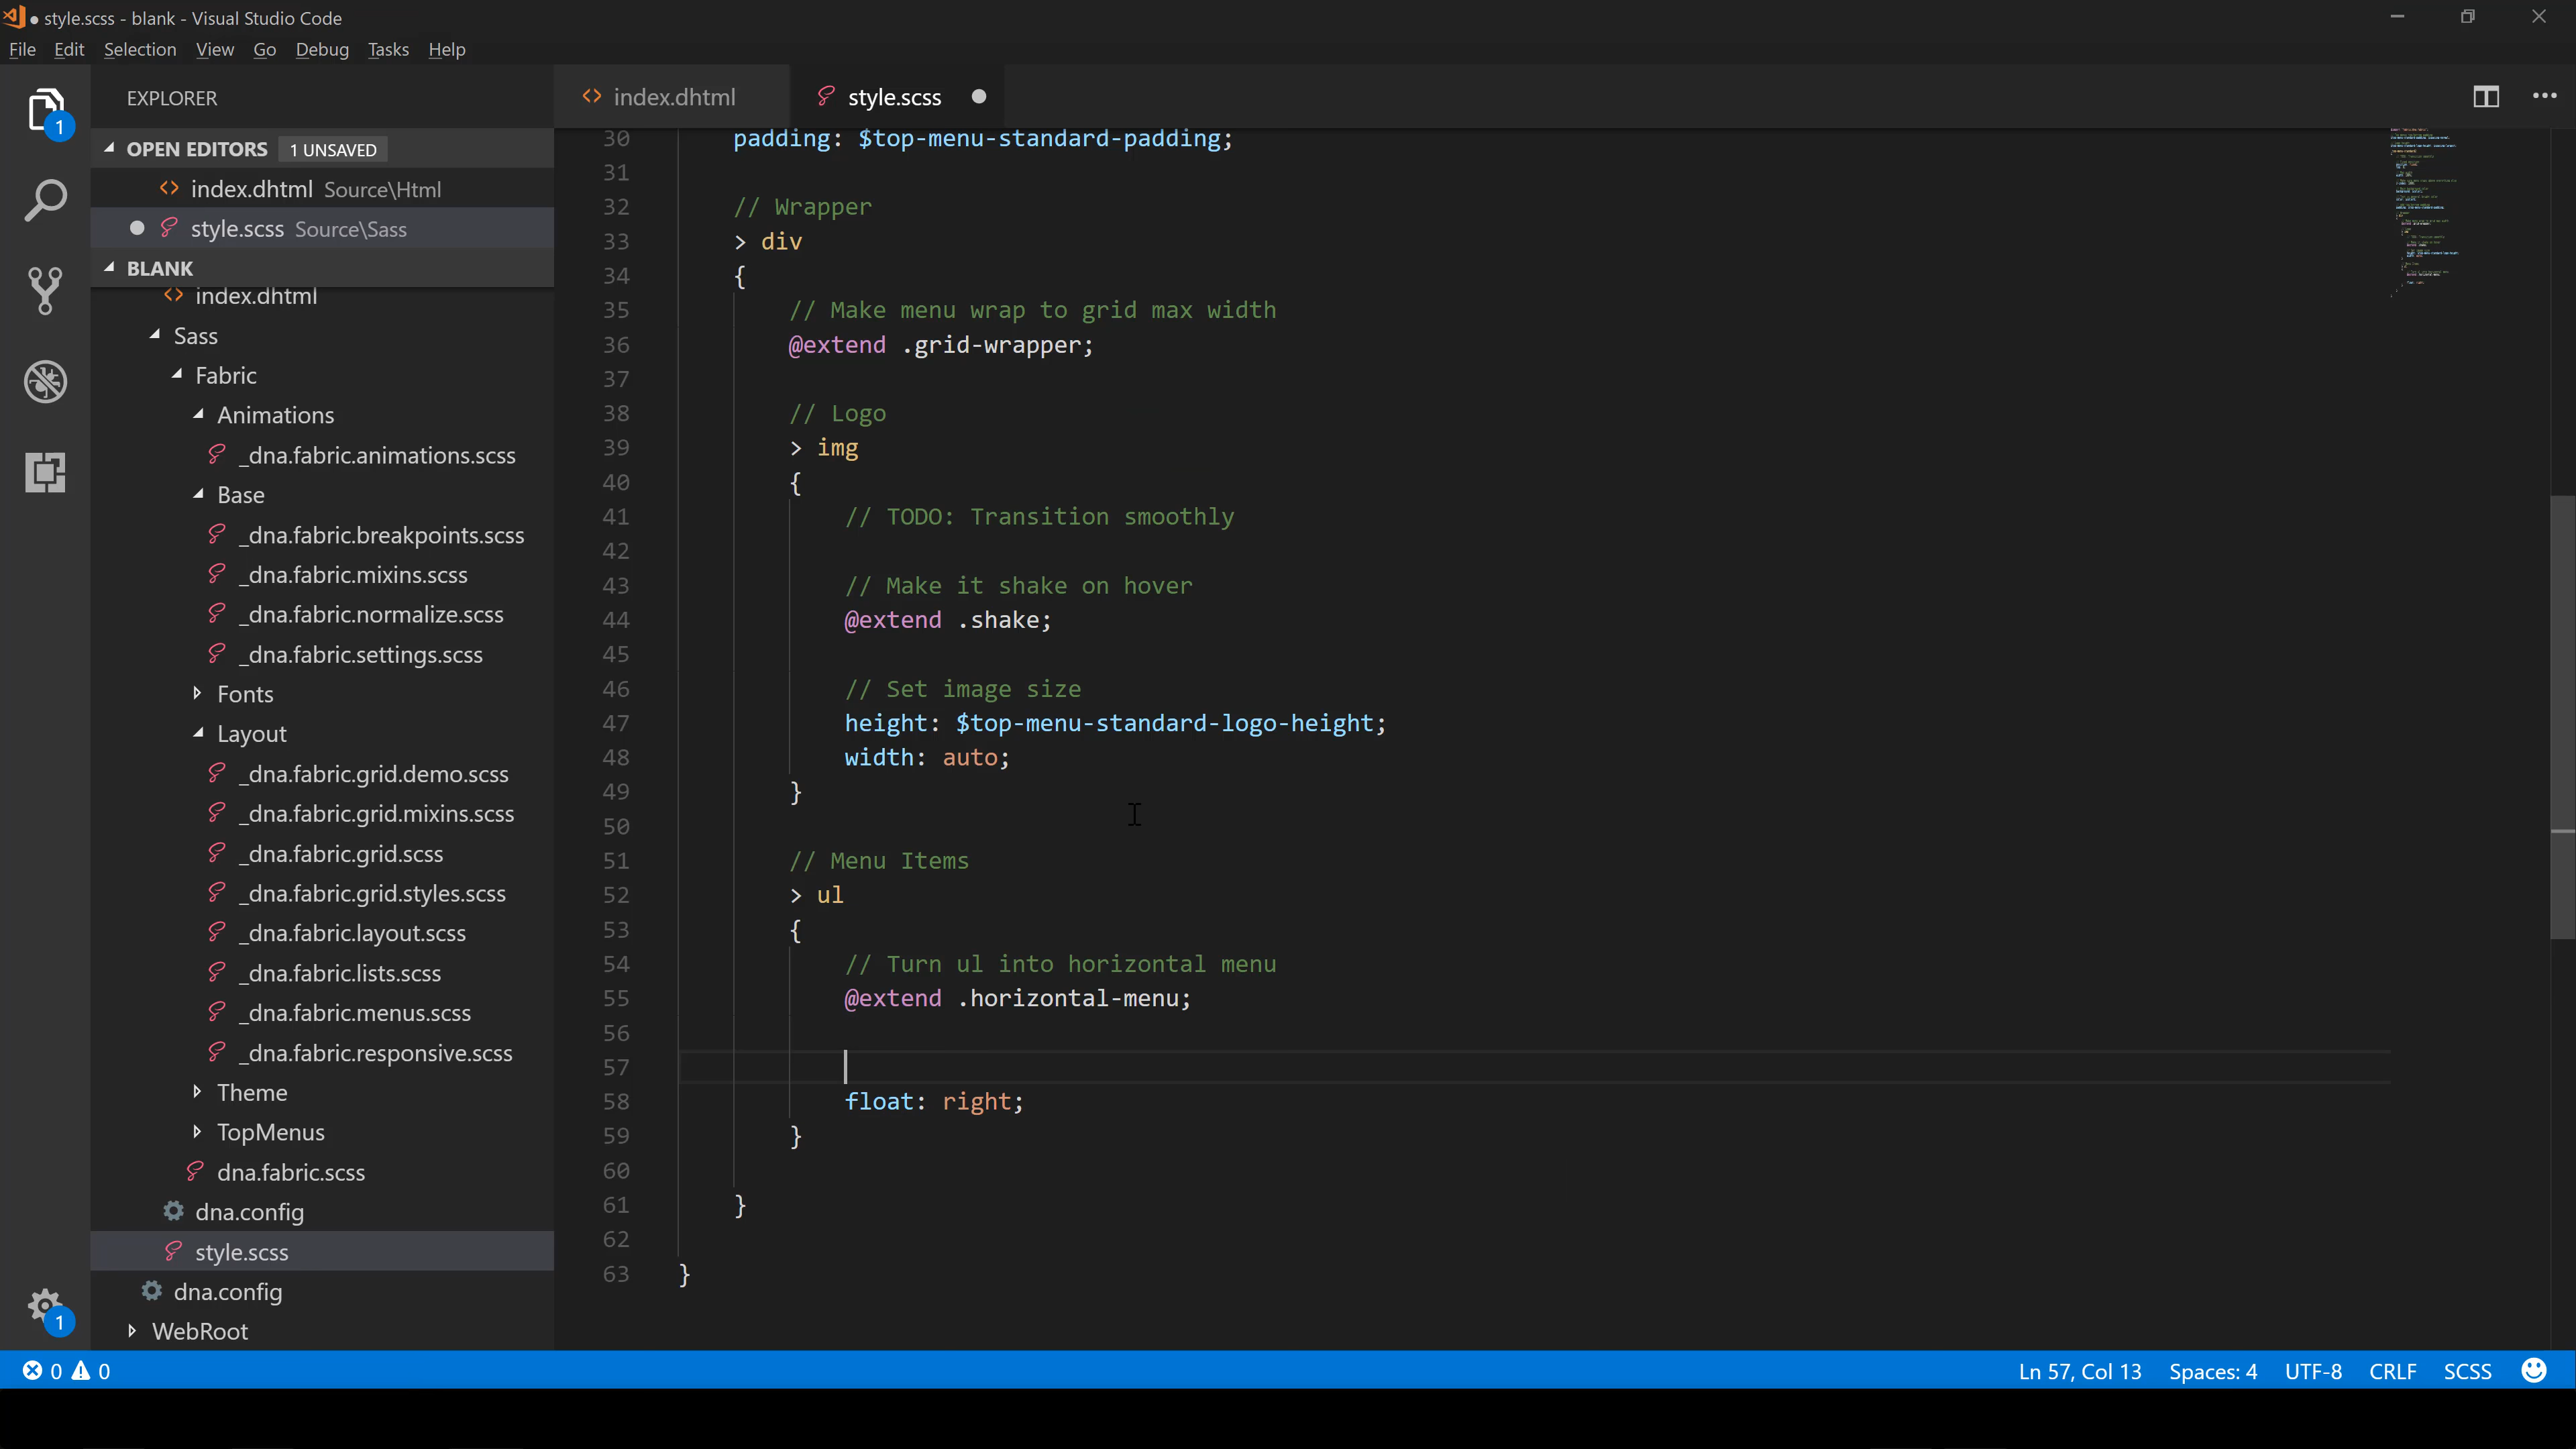 style.scss - blank - Visual Studio Code
File Edit Selection View Go Debug Tasks Help
1
EXPLORER
OPEN EDITORS 1 UNSAVED
index.dhtml Source\Html
style.scss Source\Sass
BLANK
index.dhtml
Sass
Fabric
Animations
_dna.fabric.animations.scss
Base
_dna.fabric.breakpoints.scss
_dna.fabric.mixins.scss
_dna.fabric.normalize.scss
_dna.fabric.settings.scss
Fonts
Layout
_dna.fabric.grid.demo.scss
_dna.fabric.grid.mixins.scss
_dna.fabric.grid.scss
_dna.fabric.grid.styles.scss
_dna.fabric.layout.scss
_dna.fabric.lists.scss
_dna.fabric.menus.scss
_dna.fabric.responsive.scss
Theme
TopMenus
dna.fabric.scss
dna.config
style.scss
dna.config
WebRoot
1
index.dhtml style.scss
30 padding: $top-menu-standard-padding;
31
32 // Wrapper
33 > div
34 {
35 // Make menu wrap to grid max width
36 @extend .grid-wrapper;
37
38 // Logo
39 > img
40 {
41 // TODO: Transition smoothly
42
43 // Make it shake on hover
44 @extend .shake;
45
46 // Set image size
47 height: $top-menu-standard-logo-height;
48 width: auto;
49 }
50
51 // Menu Items
52 > ul
53 {
54 // Turn ul into horizontal menu
55 @extend .horizontal-menu;
56
57
58 float: right;
59 }
60
61 }
62
63 }
0 0 Ln 57, Col 13 Spaces: 4 UTF-8 CRLF SCSS